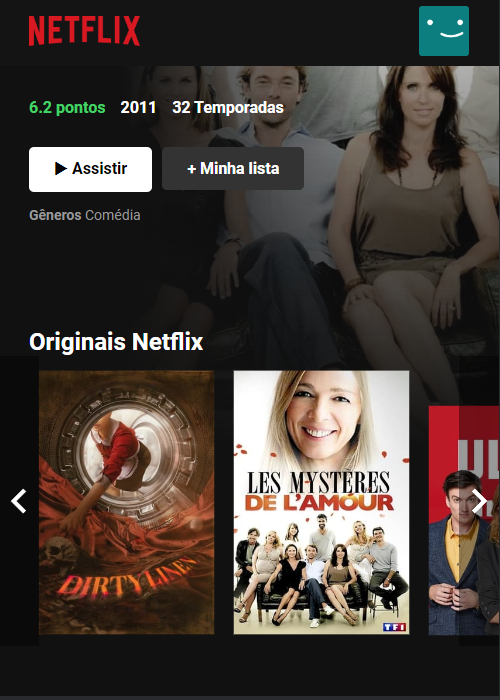 NETFLIX
6.2 pontos 2011 32 Temporadas
▶ Assistir + Minha lista
Gêneros Comédia
Originais Netflix
DIRTY LINEN
LES MYSTÈRES
DE L'AMOUR
TF1
UL